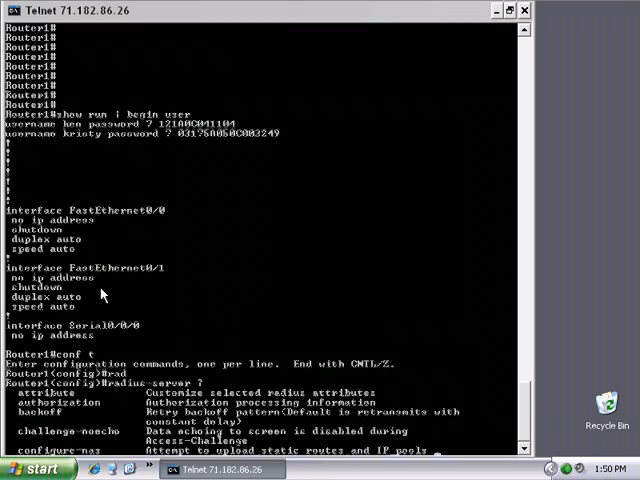 Telnet 71.182.86.26
Router1#
Router1#
Router1#
Router1#
Router1#
Router1#
Router1#
Router1#
Router1#
Router1#show run | begin user
username ken password 7 121A0C041104
username kristy password 7 03175A050C003249
!
!
!
!
!
!
!
interface FastEthernet0/0
no ip address
shutdown
duplex auto
speed auto
!
interface FastEthernet0/1
no ip address
shutdown
duplex auto
speed auto
!
interface Serial0/0/0
no ip address
Router1#conf t
Enter configuration commands, one per line. End with CNTL/Z.
Router1(config)#rad
Router1(config)#radius-server ?
attribute Customize selected radius attributes
authorization Authorization processing information
backoff Retry backoff pattern(Default is retransmits with
constant delay)
challenge-noecho Data echoing to screen is disabled during
Access-Challenge
configure-nas Attempt to upload static routes and IP pools
Recycle Bin
start
Telnet 71.182.86.26
1:50 PM